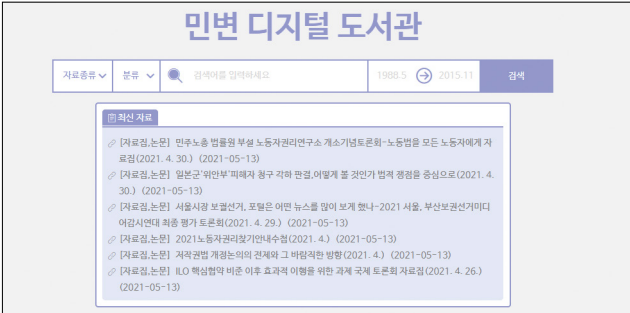 민변 디지털 도서관
자료종류 분류 검색어를 입력하세요 1988.5 2015.11 검색
최신 자료
[자료집,논문] 민주노총 법률원 부설 노동자권리연구소 개소기념토론회-노동법을 모든 노동자에게 자
료집(2021. 4. 30.) (2021-05-13)
[자료집,논문] 일본군'위안부'피해자 청구 각하 판결,어떻게 볼 것인가 법적 쟁점을 중심으로(2021. 4.
30.) (2021-05-13)
[자료집,논문] 서울시장 보궐선거, 포털은 어떤 뉴스를 많이 보게 했나-2021 서울, 부산보궐선거미디
어감시연대 최종 평가 토론회(2021. 4. 29.) (2021-05-13)
[자료집,논문] 2021노동자권리찾기안내수첩(2021. 4.) (2021-05-13)
[자료집,논문] 저작권법 개정논의의 전제와 그 바람직한 방향(2021. 4.) (2021-05-13)
[자료집,논문] ILO 핵심협약 비준 이후 효과적 이행을 위한 과제 국제 토론회 자료집(2021. 4. 26.)
(2021-05-13)